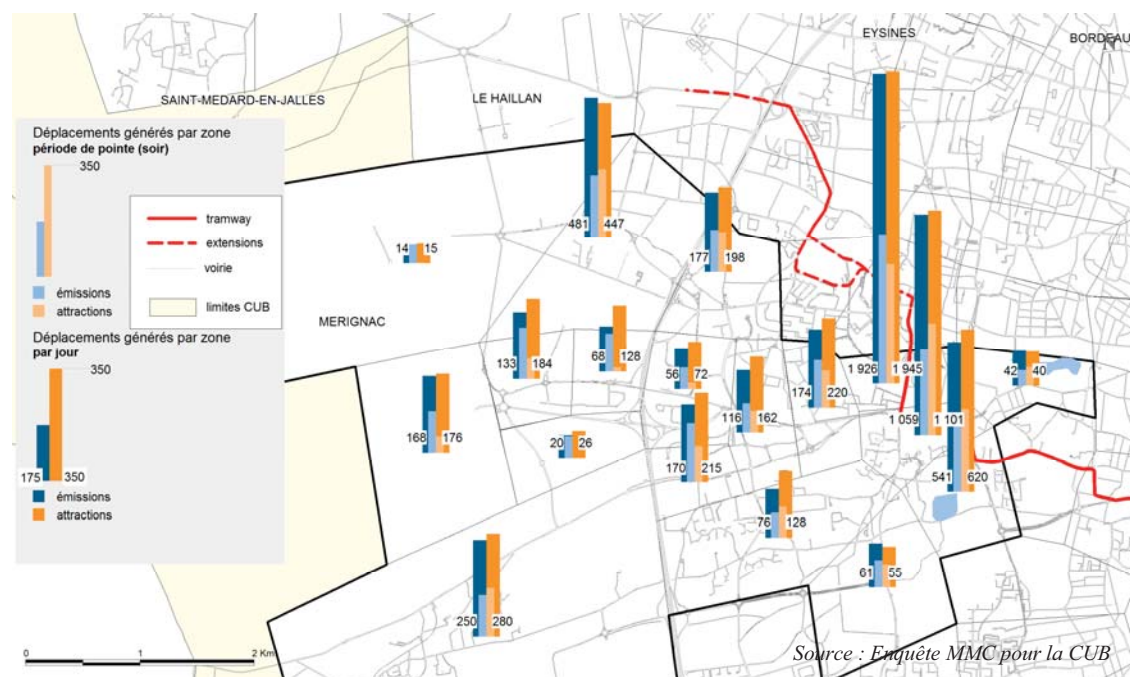 EYSINES
BORDEAU
N
SAINT-MEDARD-EN-JALLES
LE HAILLAN
Déplacements générés par zone
période de pointe (soir)
350
émissions
attractions
Déplacements générés par zone
par jour
350
175 350
émissions
attractions
tramway
extensions
voirie
limites CUB
MERIGNAC
481 447
14 15
177 198
133 184
68 128
56 72
174 220
1 926 1 945
42 40
116 162
1 059 1 101
168 176
20 26
170 215
541 620
76 128
61 55
250 280
0 1 2 Km
Source : Enquête MMC pour la CUB